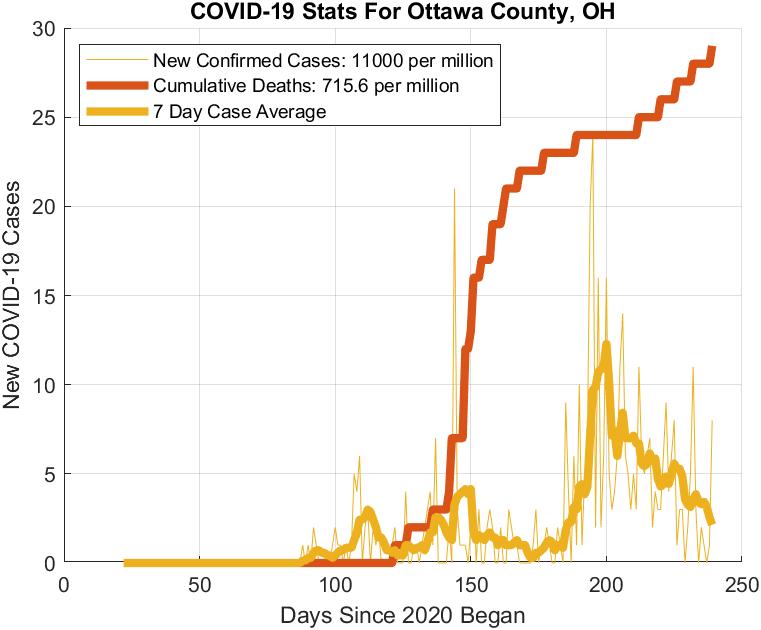 COVID-19 Stats For Ottawa County, OH
New Confirmed Cases: 11000 per million
Cumulative Deaths: 715.6 per million
7 Day Case Average
New COVID-19 Cases
30
25
20
15
10
5
0
0 50 100 150 200 250
Days Since 2020 Began